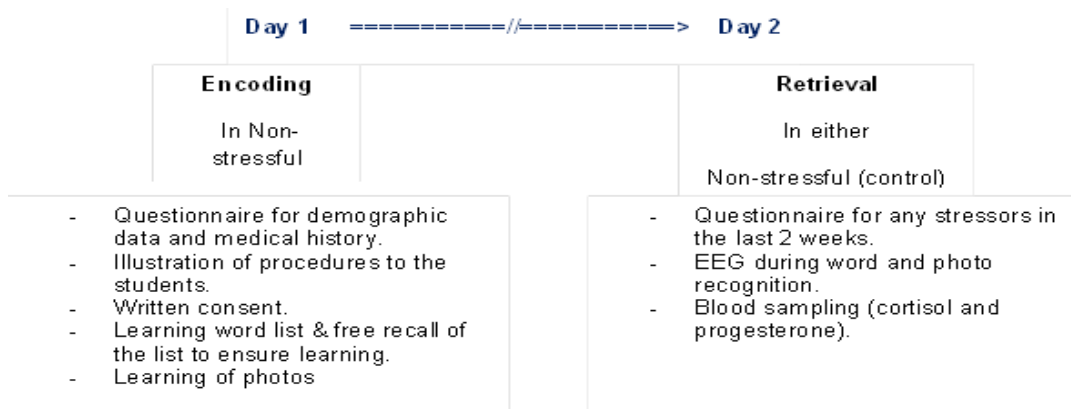 Day 1 ===========//===========> Day 2
Encoding
In Non-
stressful
Retrieval
In either
Non-stressful (control)
- Questionnaire for demographic
data and medical history.
- Illustration of procedures to the
students.
- Written consent.
- Learning word list & free recall of
the list to ensure learning.
- Learning of photos
- Questionnaire for any stressors in
the last 2 weeks.
- EEG during word and photo
recognition.
- Blood sampling (cortisol and
progesterone).